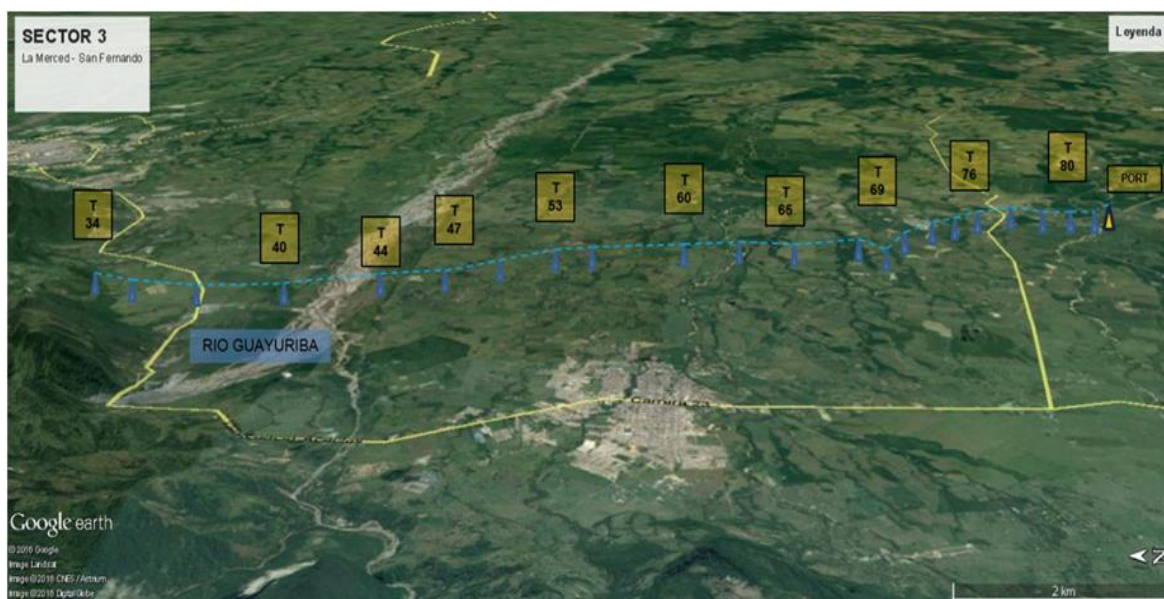 SECTOR 3
La Merced - San Fernando
Leyenda
T
34
T
40
T
44
T
47
T
53
T
60
T
65
T
69
T
76
T
80
PORT
RIO GUAYURIBA
Google earth
© 2016 Google
Image Landsat
Image © 2016 CNES / Astrium
Image © 2016 DigitalGlobe
2 km